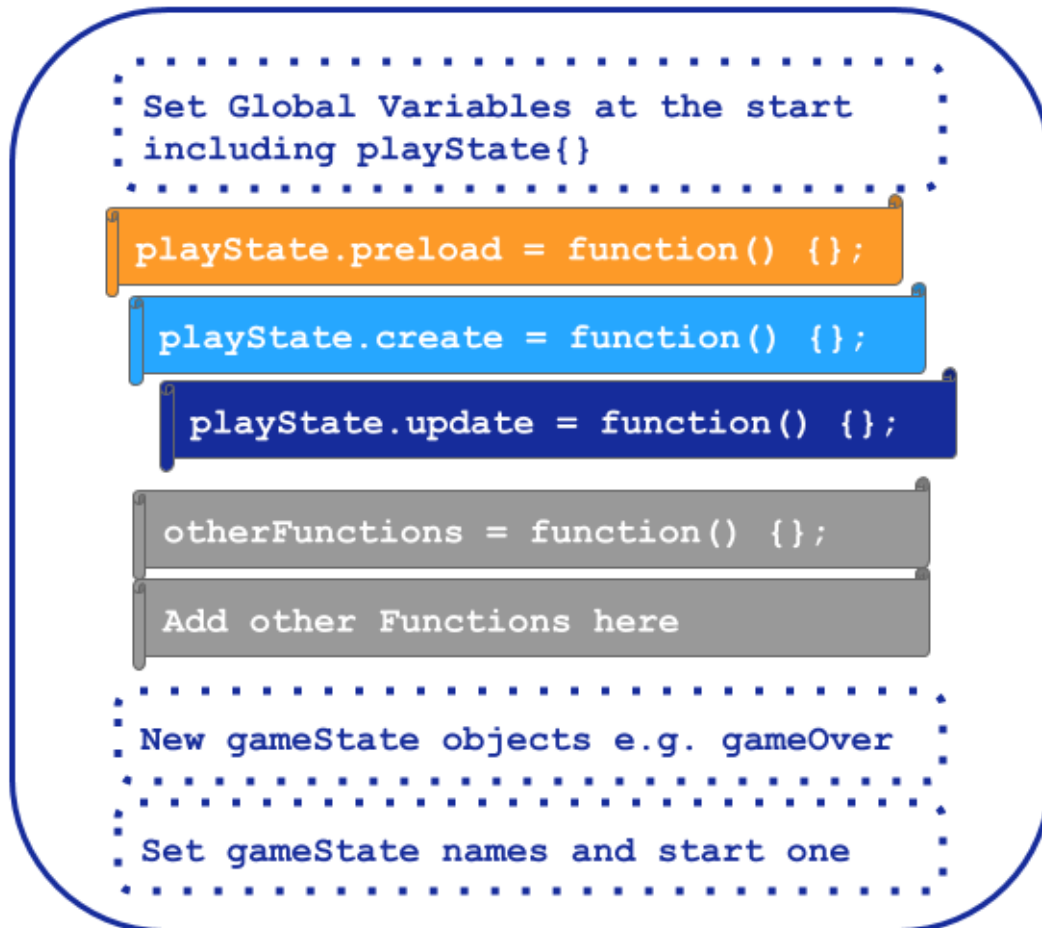 Set Global Variables at the start
including playState{}
playState.preload = function() {};
playState.create = function() {};
playState.update = function() {};
otherFunctions = function() {};
Add other Functions here
New gameState objects e.g. gameOver
Set gameState names and start one